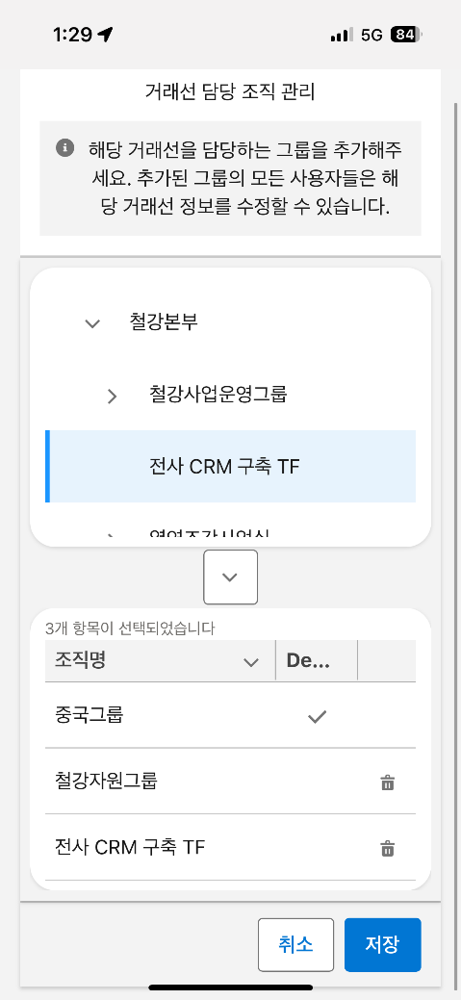 1:29
5G 84
거래선 담당 조직 관리
해당 거래선을 담당하는 그룹을 추가해주
세요. 추가된 그룹의 모든 사용자들은 해
당 거래선 정보를 수정할 수 있습니다.
철강본부
철강사업운영그룹
전사 CRM 구축 TF
3개 항목이 선택되었습니다
조직명 De...
중국그룹
철강자원그룹
전사 CRM 구축 TF
취소 저장